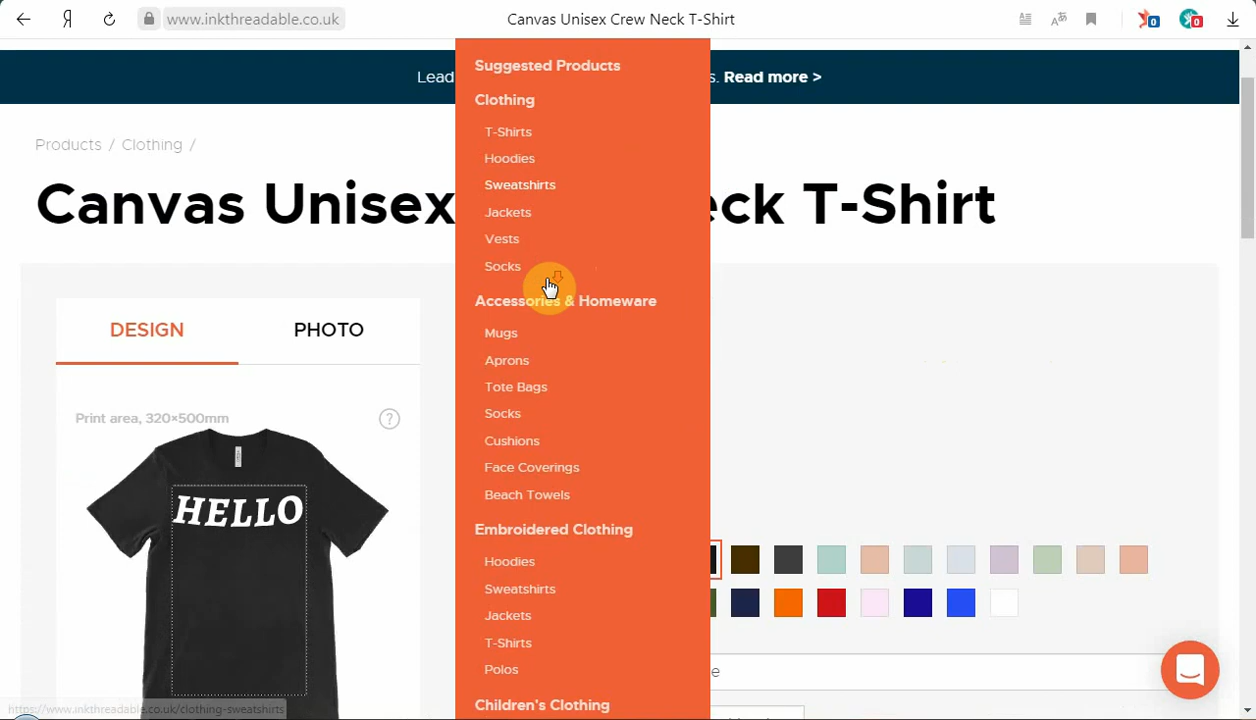 Я
www.inkthreadable.co.uk
Canvas Unisex Crew Neck T-Shirt
0
0
Lead
s. Read more >
Products / Clothing /
Canvas Unisex
eck T-Shirt
Suggested Products
Clothing
T-Shirts
Hoodies
Sweatshirts
Jackets
Vests
Socks
Accessories & Homeware
Mugs
Aprons
Tote Bags
Socks
Cushions
Face Coverings
Beach Towels
Embroidered Clothing
Hoodies
Sweatshirts
Jackets
T-Shirts
Polos
Children's Clothing
DESIGN
PHOTO
Print area, 320×500mm
?
HELLO
e
https://www.inkthreadable.co.uk/clothing-sweatshirts